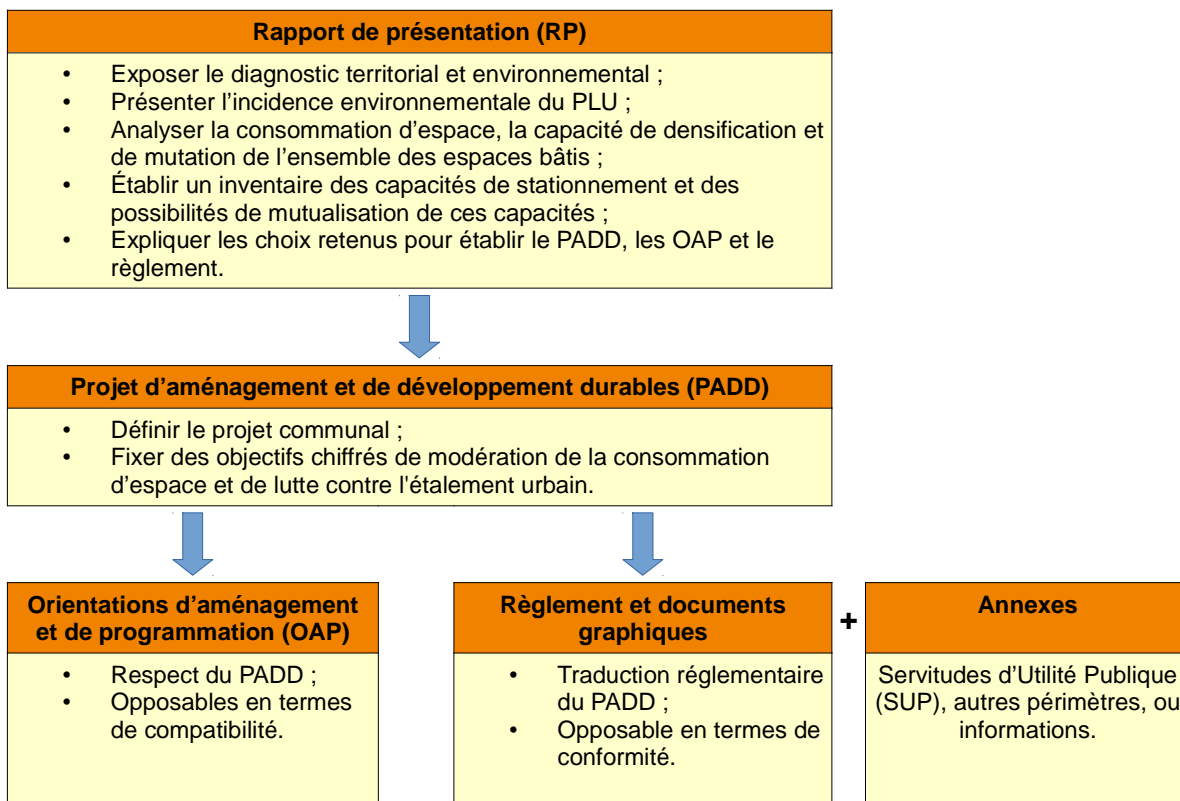 Rapport de présentation (RP)
• Exposer le diagnostic territorial et environnemental ;
• Présenter l’incidence environnementale du PLU ;
• Analyser la consommation d’espace, la capacité de densification et
de mutation de l’ensemble des espaces bâtis ;
• Établir un inventaire des capacités de stationnement et des
possibilités de mutualisation de ces capacités ;
• Expliquer les choix retenus pour établir le PADD, les OAP et le
règlement.
Projet d’aménagement et de développement durables (PADD)
• Définir le projet communal ;
• Fixer des objectifs chiffrés de modération de la consommation
d’espace et de lutte contre l'étalement urbain.
Orientations d’aménagement
et de programmation (OAP)
• Respect du PADD ;
• Opposables en termes
de compatibilité.
Règlement et documents
graphiques
• Traduction réglementaire
du PADD ;
• Opposable en termes de
conformité.
+
Annexes
Servitudes d’Utilité Publique
(SUP), autres périmètres, ou
informations.